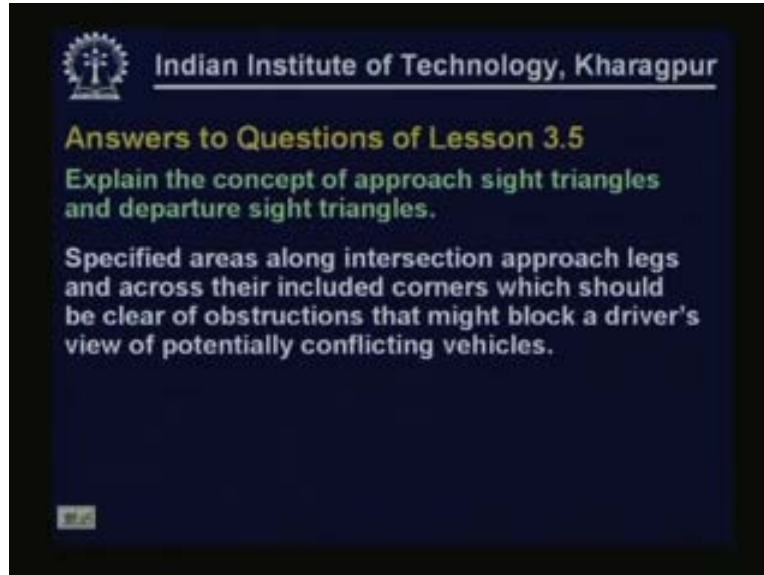 Indian Institute of Technology, Kharagpur
Answers to Questions of Lesson 3.5
Explain the concept of approach sight triangles
and departure sight triangles.
Specified areas along intersection approach legs
and across their included corners which should
be clear of obstructions that might block a driver's
view of potentially conflicting vehicles.